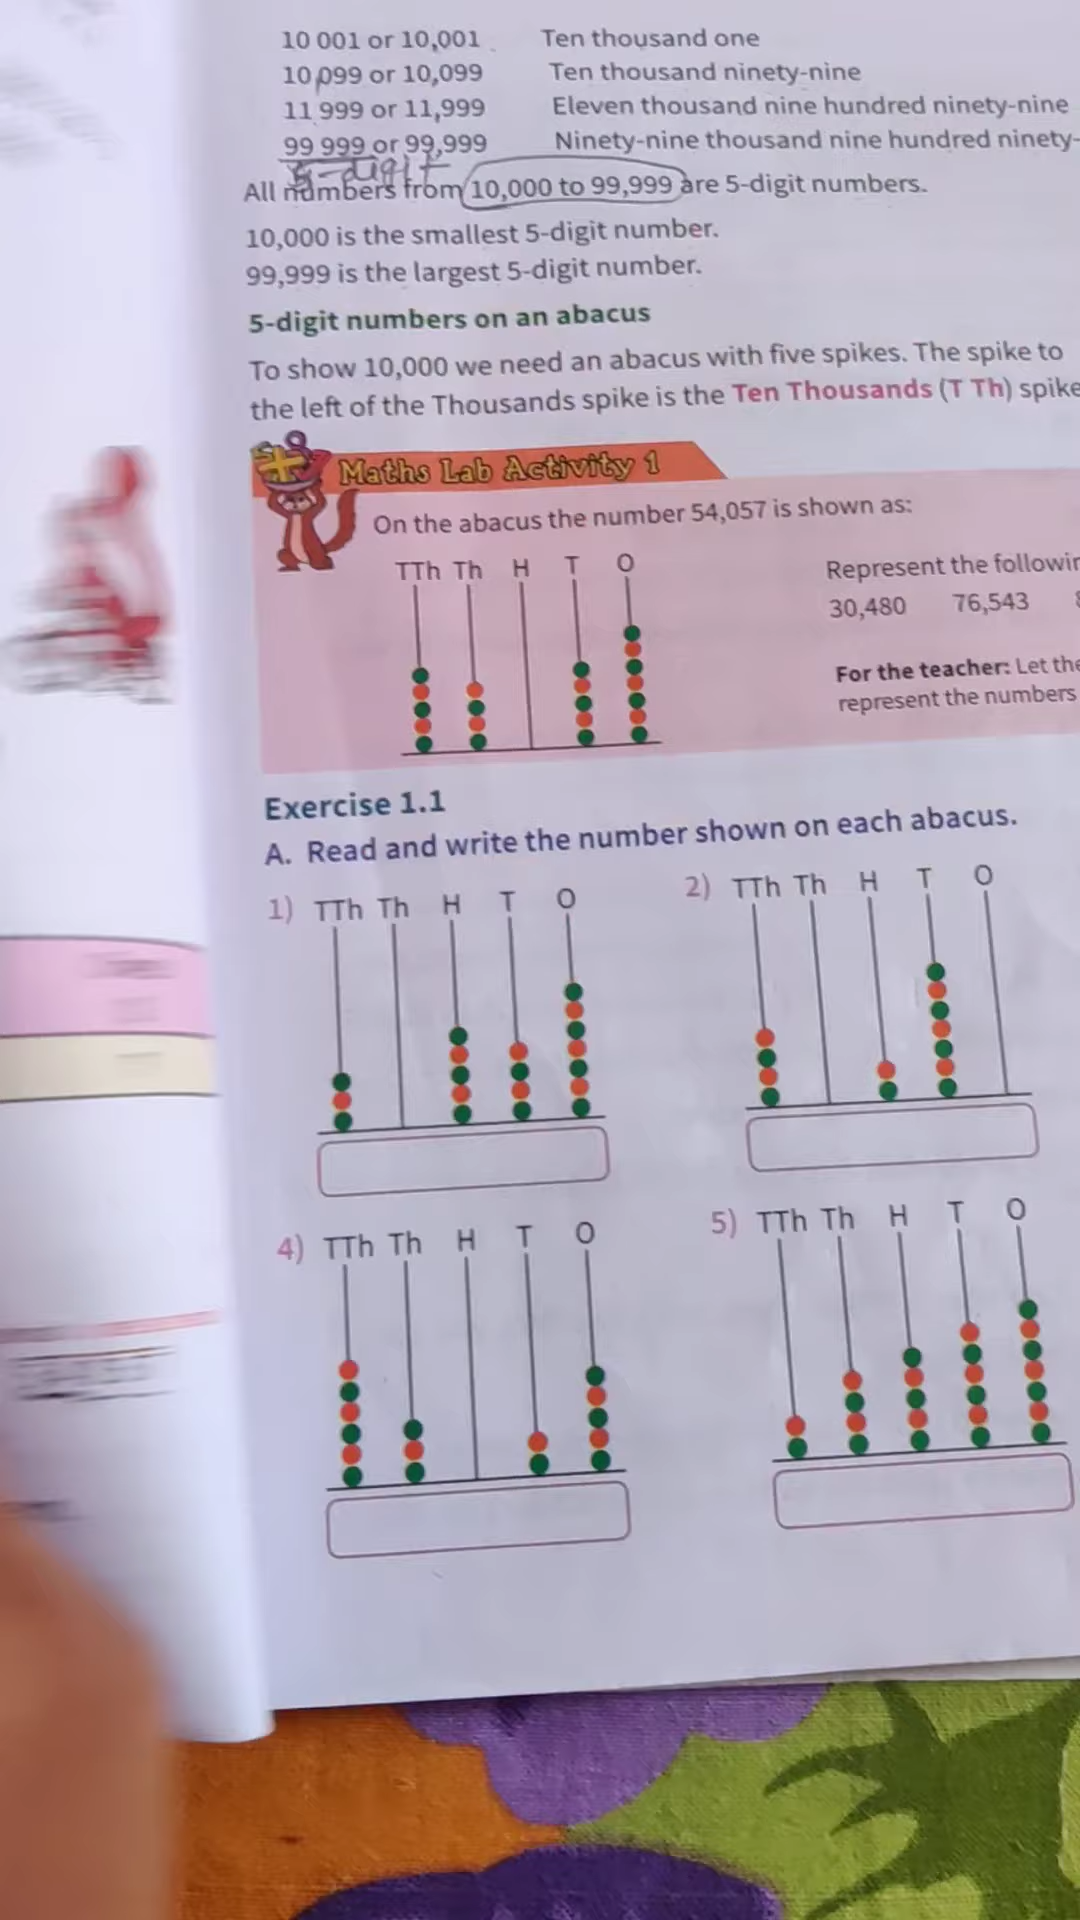 10 001 or 10,001 Ten thousand one
10 099 or 10,099 Ten thousand ninety-nine
11 999 or 11,999 Eleven thousand nine hundred ninety-nine
99 999 or 99,999 Ninety-nine thousand nine hundred ninety-
5-digit
All numbers from 10,000 to 99,999 are 5-digit numbers.
10,000 is the smallest 5-digit number.
99,999 is the largest 5-digit number.
5-digit numbers on an abacus
To show 10,000 we need an abacus with five spikes. The spike to
the left of the Thousands spike is the Ten Thousands (T Th) spike
Maths Lab Activity 1
On the abacus the number 54,057 is shown as:
TTh Th H T O
Represent the followin
30,480 76,543
For the teacher: Let the
represent the numbers
Exercise 1.1
A. Read and write the number shown on each abacus.
1) TTh Th H T O
2) TTh Th H T O
4) TTh Th H T O
5) TTh Th H T O